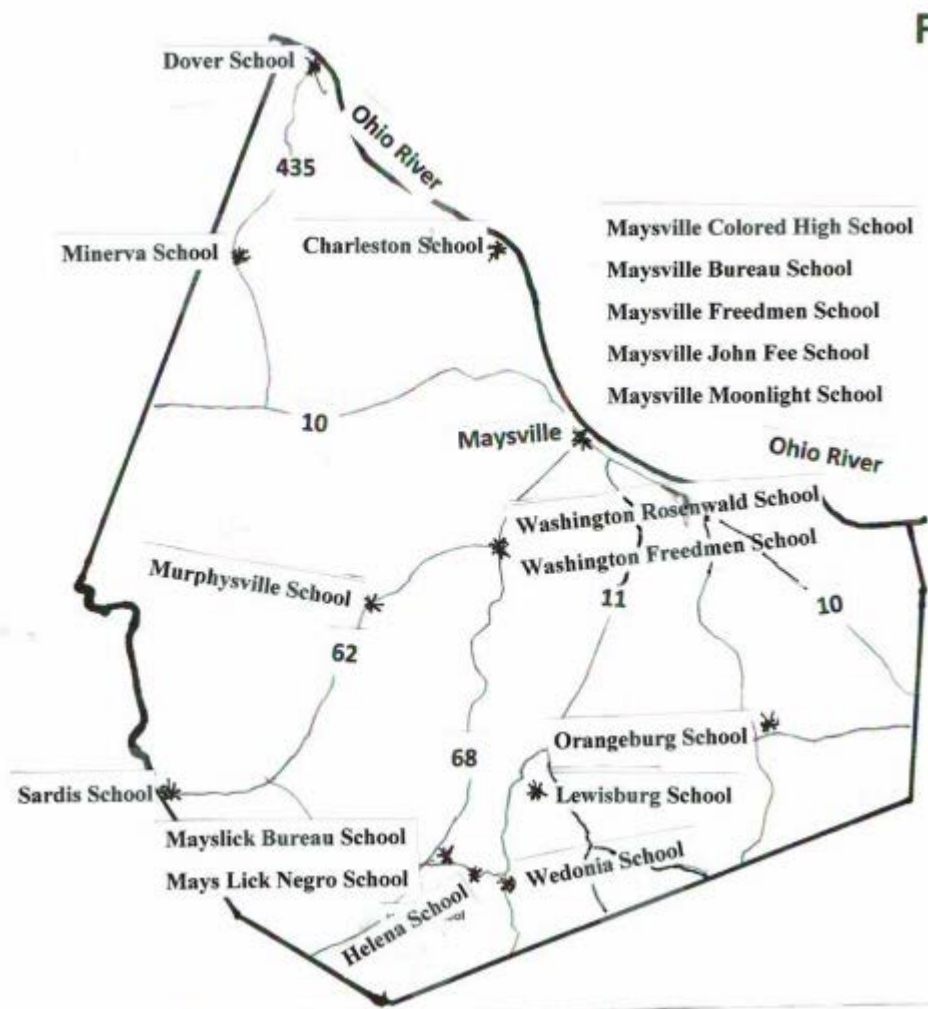 F
Dover School
Ohio River
435
Minerva School
Charleston School
Maysville Colored High School
Maysville Bureau School
Maysville Freedmen School
Maysville John Fee School
Maysville Moonlight School
10
Maysville
Ohio River
Washington Rosenwald School
Washington Freedmen School
Murphysville School
11
10
62
68
Orangeburg School
Sardis School
Lewisburg School
Mayslick Bureau School
Mays Lick Negro School
Wedonia School
Helena School